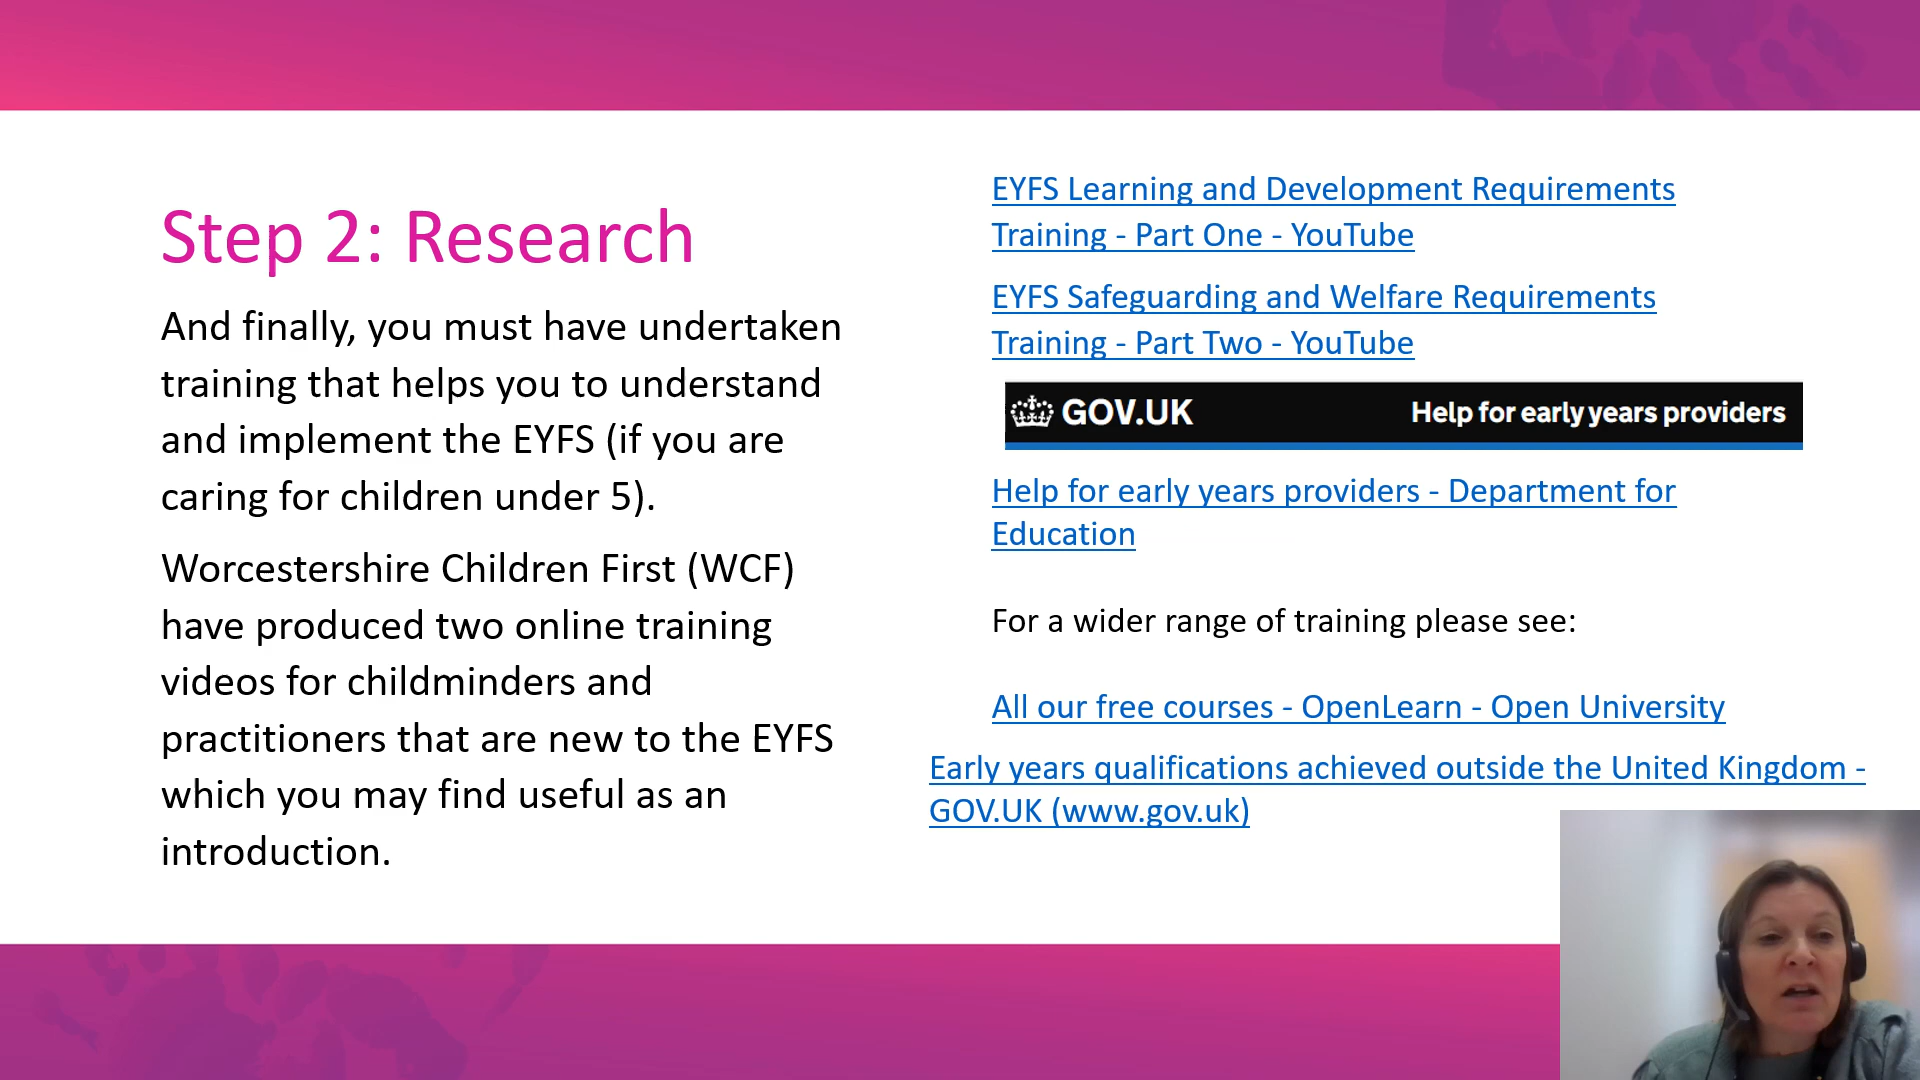 Step 2: Research
And finally, you must have undertaken
training that helps you to understand
and implement the EYFS (if you are
caring for children under 5).
Worcestershire Children First (WCF)
have produced two online training
videos for childminders and
practitioners that are new to the EYFS
which you may find useful as an
introduction.
EYFS Learning and Development Requirements
Training - Part One - YouTube
EYFS Safeguarding and Welfare Requirements
Training - Part Two - YouTube
GOV.UK Help for early years providers
Help for early years providers - Department for
Education
For a wider range of training please see:
All our free courses - OpenLearn - Open University
Early years qualifications achieved outside the United Kingdom -
GOV.UK (www.gov.uk)